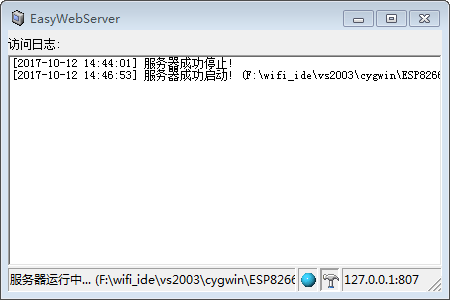 EasyWebServer
访问日志:
[2017-10-12 14:44:01] 服务器成功停止!
[2017-10-12 14:46:53] 服务器成功启动! (F:\wifi_ide\vs2003\cygwin\ESP8266
服务器运行中... (F:\wifi_ide\vs2003\cygwin\ESP8266 127.0.0.1:807